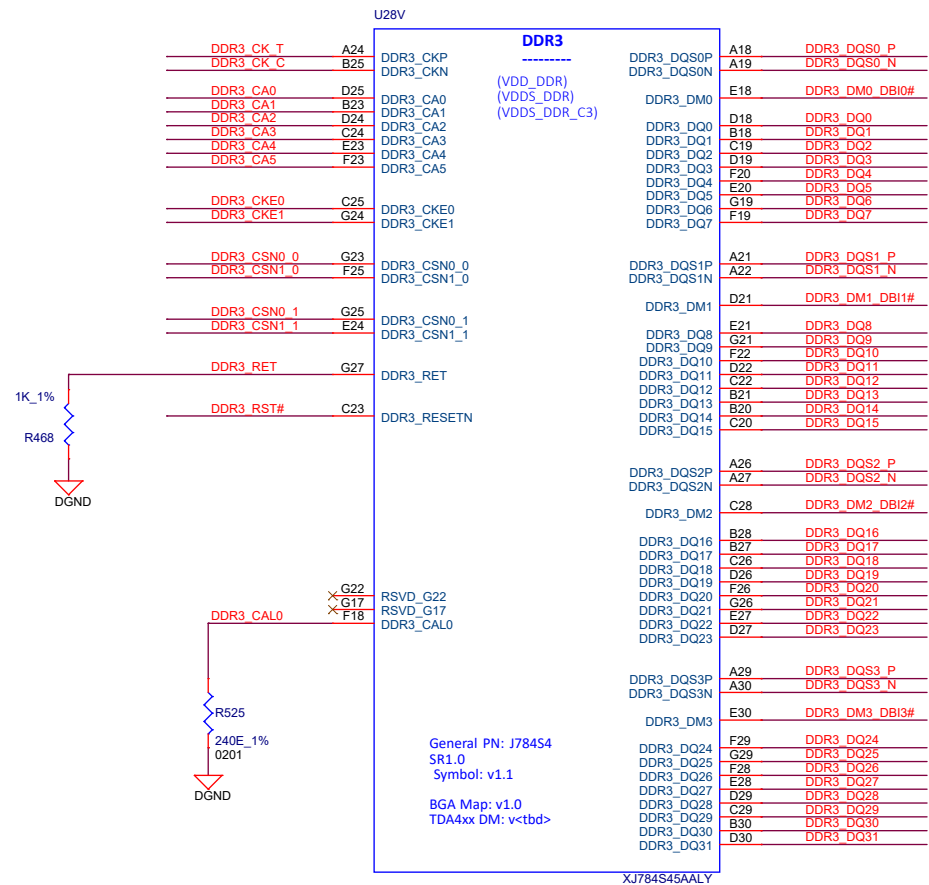 U28V
DDR3
---------
(VDD_DDR)
(VDDS_DDR)
(VDDS_DDR_C3)
DDR3_CK_T A24 DDR3_CKP
DDR3_CK_C B25 DDR3_CKN
DDR3_CA0 D25 DDR3_CA0
DDR3_CA1 B23 DDR3_CA1
DDR3_CA2 D24 DDR3_CA2
DDR3_CA3 C24 DDR3_CA3
DDR3_CA4 E23 DDR3_CA4
DDR3_CA5 F23 DDR3_CA5
DDR3_CKE0 C25 DDR3_CKE0
DDR3_CKE1 G24 DDR3_CKE1
DDR3_CSN0_0 G23 DDR3_CSN0_0
DDR3_CSN1_0 F25 DDR3_CSN1_0
DDR3_CSN0_1 G25 DDR3_CSN0_1
DDR3_CSN1_1 E24 DDR3_CSN1_1
DDR3_RET G27 DDR3_RET
1K_1%
R468
DGND
DDR3_RST# C23 DDR3_RESETN
G22 RSVD_G22
G17 RSVD_G17
DDR3_CAL0 F18 DDR3_CAL0
R525
240E_1%
0201
DGND
DDR3_DQS0P A18 DDR3_DQS0_P
DDR3_DQS0N A19 DDR3_DQS0_N
DDR3_DM0 E18 DDR3_DM0_DBI0#
DDR3_DQ0 D18 DDR3_DQ0
DDR3_DQ1 B18 DDR3_DQ1
DDR3_DQ2 C19 DDR3_DQ2
DDR3_DQ3 D19 DDR3_DQ3
DDR3_DQ4 F20 DDR3_DQ4
DDR3_DQ5 E20 DDR3_DQ5
DDR3_DQ6 G19 DDR3_DQ6
DDR3_DQ7 F19 DDR3_DQ7
DDR3_DQS1P A21 DDR3_DQS1_P
DDR3_DQS1N A22 DDR3_DQS1_N
DDR3_DM1 D21 DDR3_DM1_DBI1#
DDR3_DQ8 E21 DDR3_DQ8
DDR3_DQ9 G21 DDR3_DQ9
DDR3_DQ10 F22 DDR3_DQ10
DDR3_DQ11 D22 DDR3_DQ11
DDR3_DQ12 C22 DDR3_DQ12
DDR3_DQ13 B21 DDR3_DQ13
DDR3_DQ14 B20 DDR3_DQ14
DDR3_DQ15 C20 DDR3_DQ15
DDR3_DQS2P A26 DDR3_DQS2_P
DDR3_DQS2N A27 DDR3_DQS2_N
DDR3_DM2 C28 DDR3_DM2_DBI2#
DDR3_DQ16 B28 DDR3_DQ16
DDR3_DQ17 B27 DDR3_DQ17
DDR3_DQ18 C26 DDR3_DQ18
DDR3_DQ19 D26 DDR3_DQ19
DDR3_DQ20 F26 DDR3_DQ20
DDR3_DQ21 G26 DDR3_DQ21
DDR3_DQ22 E27 DDR3_DQ22
DDR3_DQ23 D27 DDR3_DQ23
DDR3_DQS3P A29 DDR3_DQS3_P
DDR3_DQS3N A30 DDR3_DQS3_N
DDR3_DM3 E30 DDR3_DM3_DBI3#
DDR3_DQ24 F29 DDR3_DQ24
DDR3_DQ25 G29 DDR3_DQ25
DDR3_DQ26 F28 DDR3_DQ26
DDR3_DQ27 E28 DDR3_DQ27
DDR3_DQ28 D29 DDR3_DQ28
DDR3_DQ29 C29 DDR3_DQ29
DDR3_DQ30 B30 DDR3_DQ30
DDR3_DQ31 D30 DDR3_DQ31
General PN: J784S4
SR1.0
Symbol: v1.1
BGA Map: v1.0
TDA4xx DM: v<tbd>
XJ784S45AALY